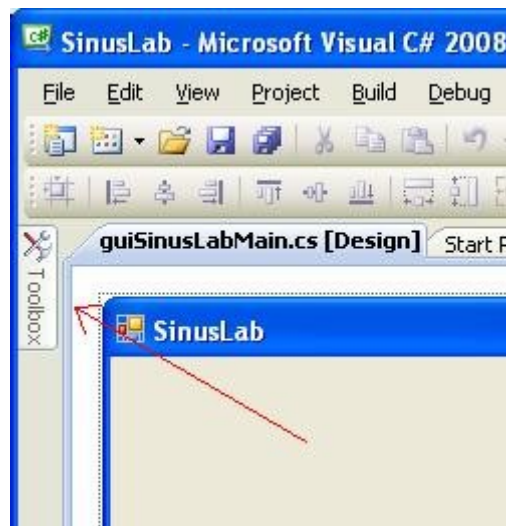 SinusLab - Microsoft Visual C# 2008
File Edit View Project Build Debug
guiSinusLabMain.cs [Design] Start
Toolbox
SinusLab